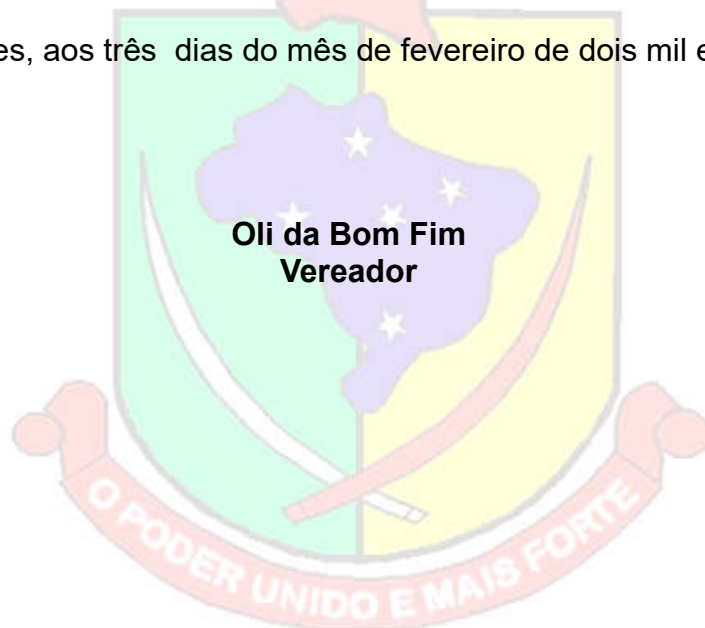 es, aos três dias do mês de fevereiro de dois mil e
Oli da Bom Fim
Vereador
O PODER UNIDO E MAIS FORTE